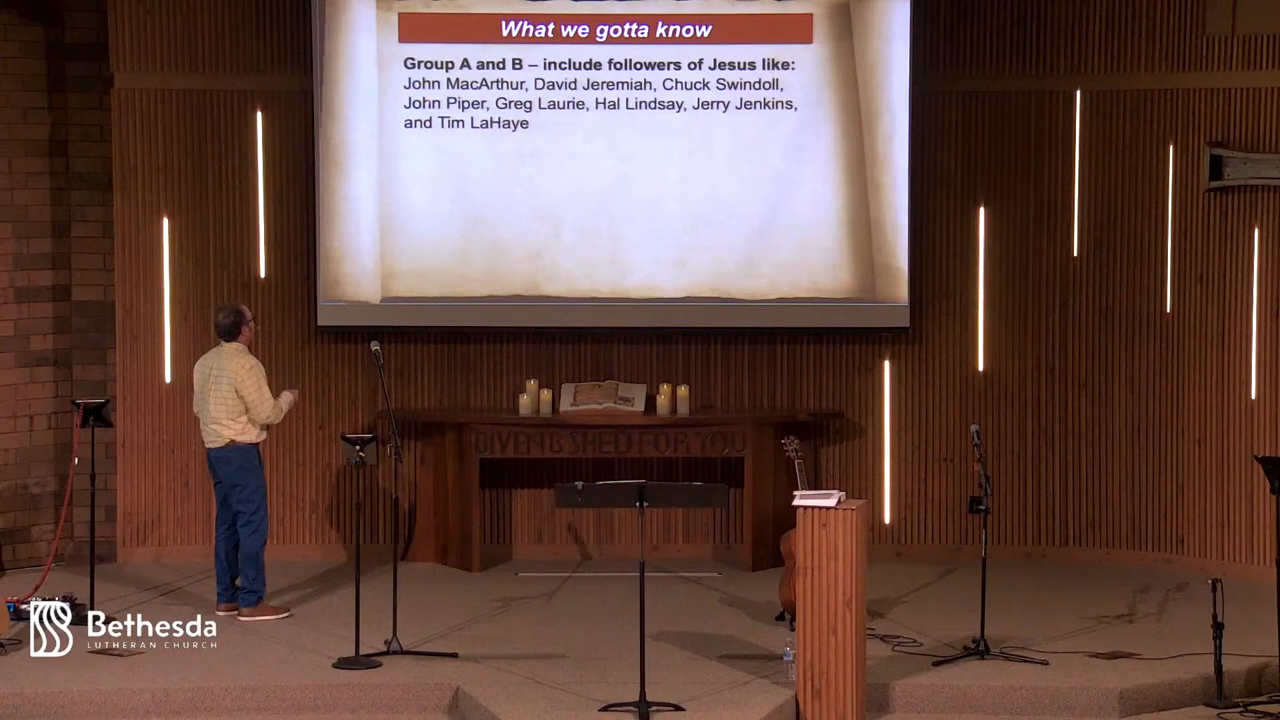 What we gotta know
Group A and B – include followers of Jesus like:
John MacArthur, David Jeremiah, Chuck Swindoll,
John Piper, Greg Laurie, Hal Lindsay, Jerry Jenkins,
and Tim LaHaye
GIVEN & SHED FOR YOU
Bethesda
LUTHERAN CHURCH